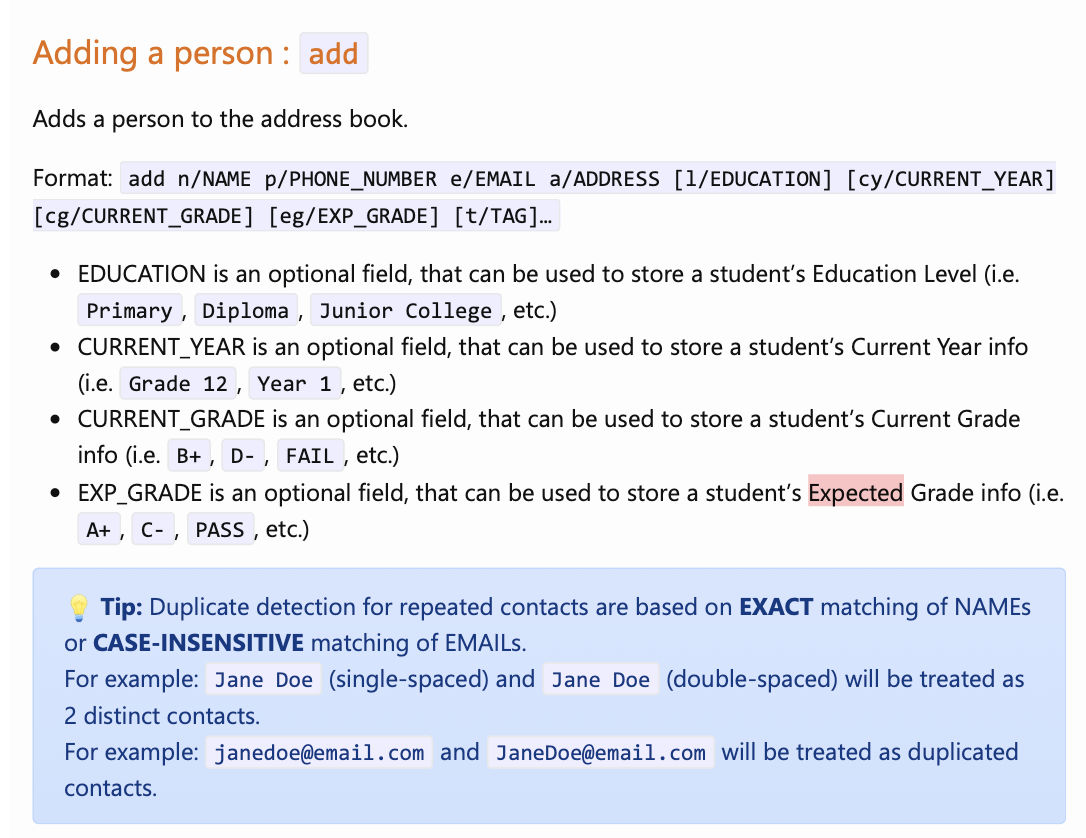 Adding a person : add
Adds a person to the address book.
Format: add n/NAME p/PHONE_NUMBER e/EMAIL a/ADDRESS [l/EDUCATION] [cy/CURRENT_YEAR]
[cg/CURRENT_GRADE] [eg/EXP_GRADE] [t/TAG]…
• EDUCATION is an optional field, that can be used to store a student’s Education Level (i.e.
Primary, Diploma, Junior College, etc.)
• CURRENT_YEAR is an optional field, that can be used to store a student’s Current Year info
(i.e. Grade 12, Year 1, etc.)
• CURRENT_GRADE is an optional field, that can be used to store a student’s Current Grade
info (i.e. B+, D-, FAIL, etc.)
• EXP_GRADE is an optional field, that can be used to store a student’s Expected Grade info (i.e.
A+, C-, PASS, etc.)
💡 Tip: Duplicate detection for repeated contacts are based on EXACT matching of NAMEs
or CASE-INSENSITIVE matching of EMAILs.
For example: Jane Doe (single-spaced) and Jane Doe (double-spaced) will be treated as
2 distinct contacts.
For example: janedoe@email.com and JaneDoe@email.com will be treated as duplicated
contacts.